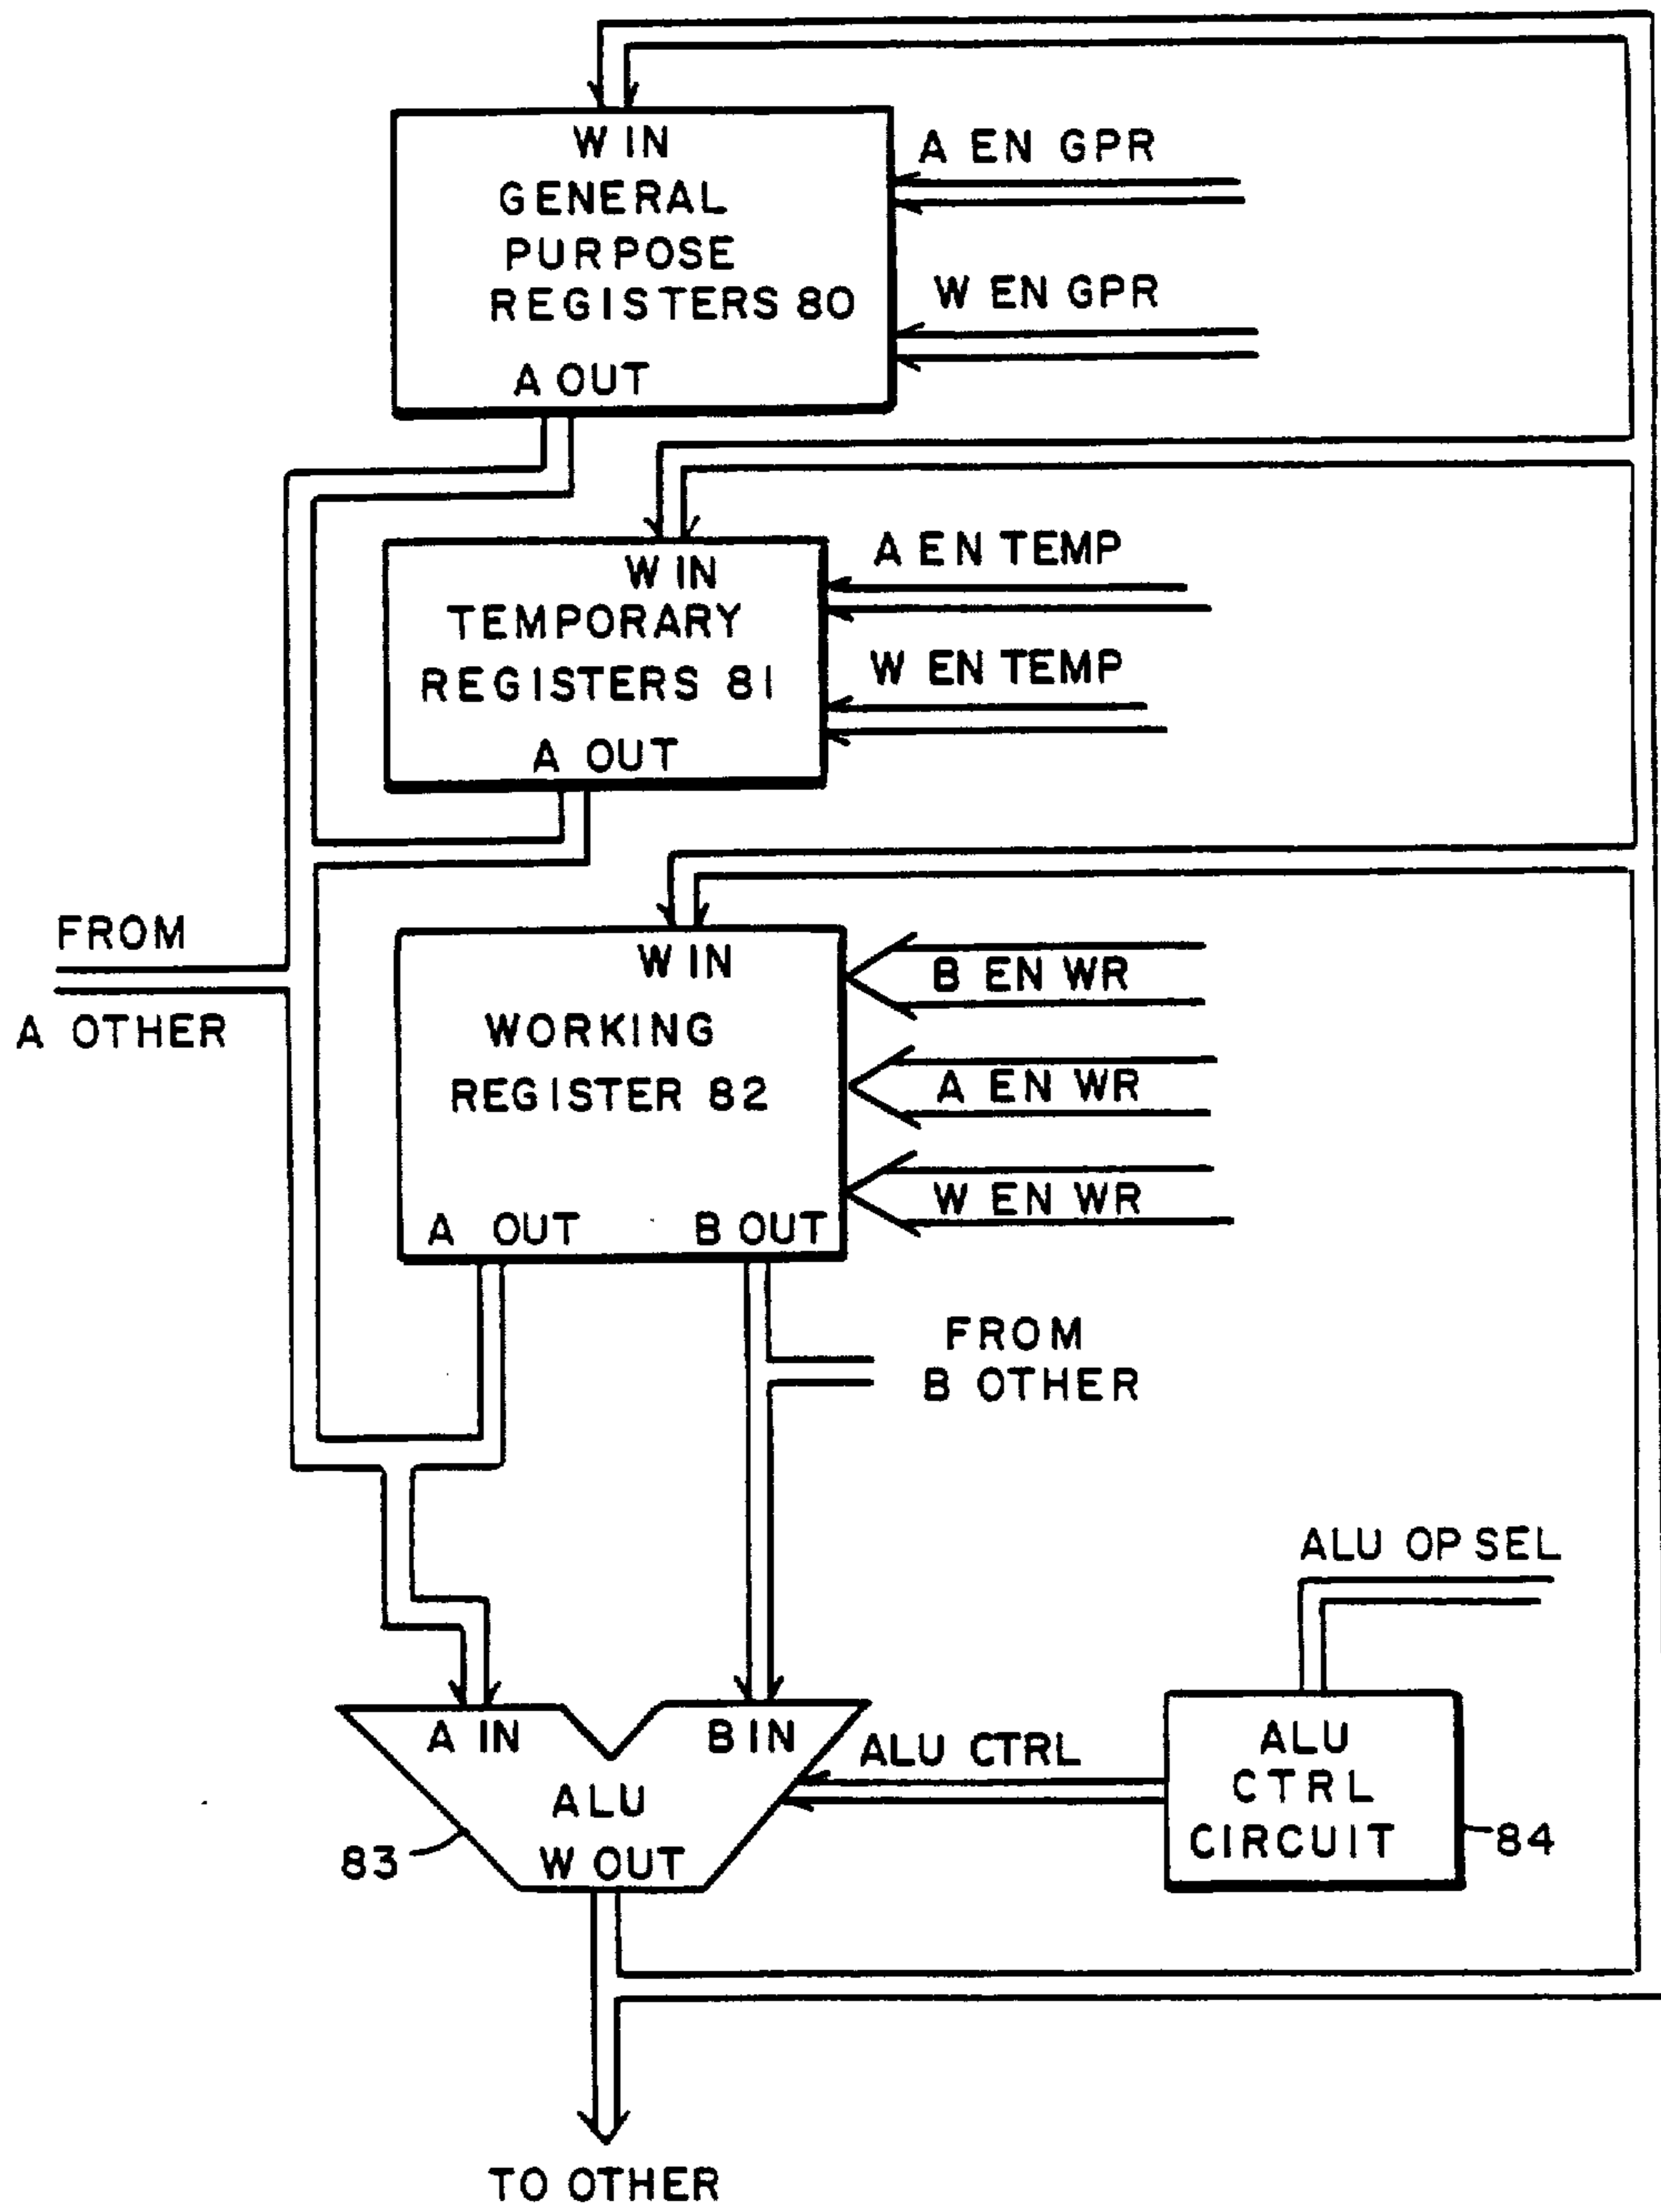 W IN
GENERAL
PURPOSE
REGISTERS 80
A OUT
A EN GPR
W EN GPR
W IN
TEMPORARY
REGISTERS 81
A OUT
A EN TEMP
W EN TEMP
FROM
A OTHER
W IN
WORKING
REGISTER 82
A OUT
B OUT
B EN WR
A EN WR
W EN WR
FROM
B OTHER
ALU OP SEL
A IN
B IN
ALU
W OUT
83
ALU CTRL
ALU
CTRL
CIRCUIT
84
TO OTHER